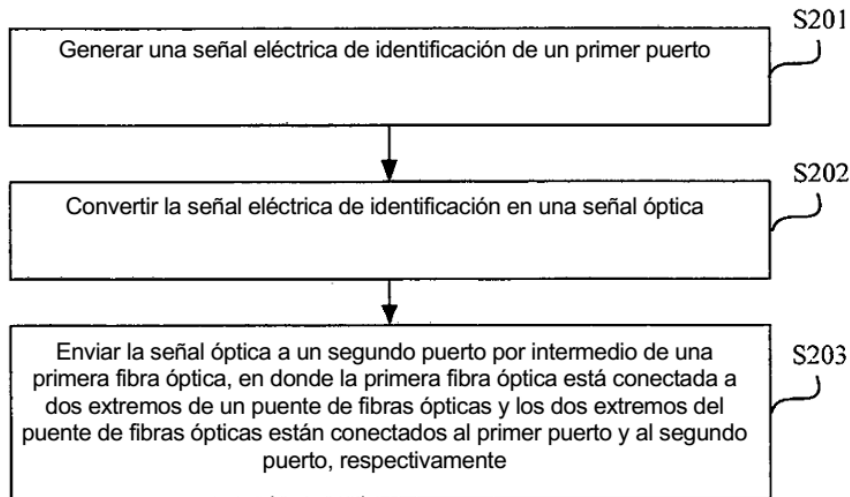 S201
Generar una señal eléctrica de identificación de un primer puerto
S202
Convertir la señal eléctrica de identificación en una señal óptica
S203
Enviar la señal óptica a un segundo puerto por intermedio de una
primera fibra óptica, en donde la primera fibra óptica está conectada a
dos extremos de un puente de fibras ópticas y los dos extremos del
puente de fibras ópticas están conectados al primer puerto y al segundo
puerto, respectivamente